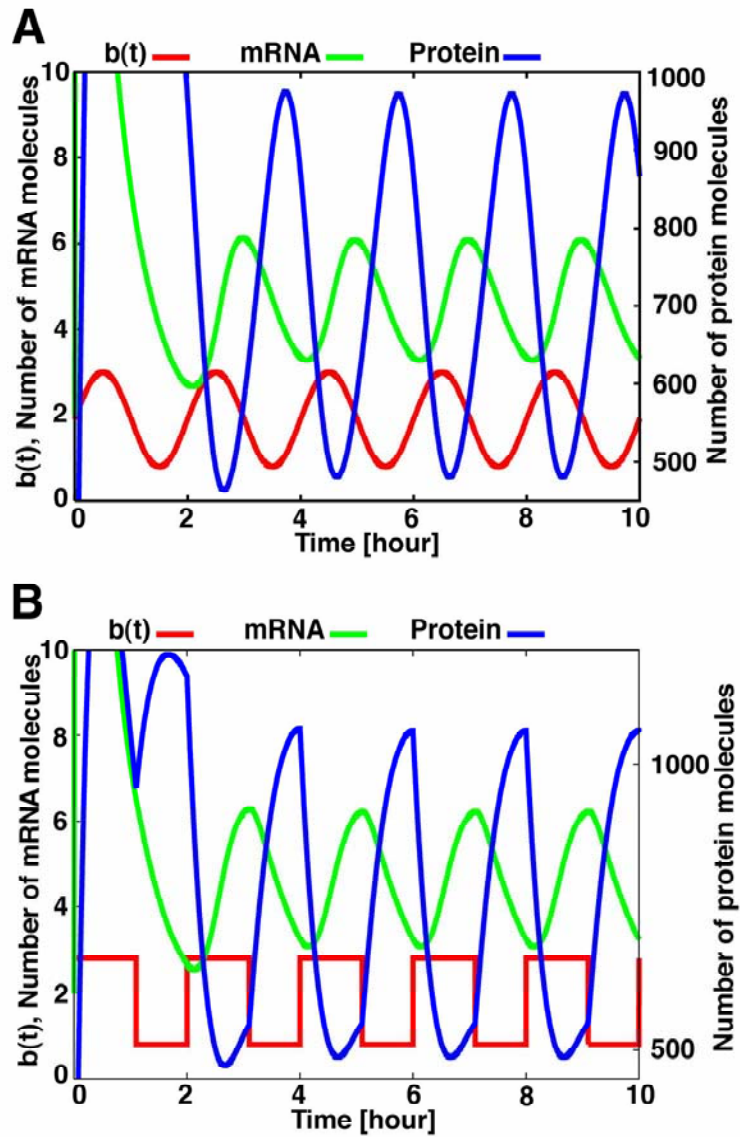 A
b(t) mRNA Protein
10 1000
8 900
6 800
4 700
2 600
0 500
0 2 4 6 8 10
Time [hour]
b(t), Number of mRNA molecules
Number of protein molecules
B
b(t) mRNA Protein
10
8 1000
6
4
2 500
0
0 2 4 6 8 10
Time [hour]
b(t), Number of mRNA molecules
Number of protein molecules